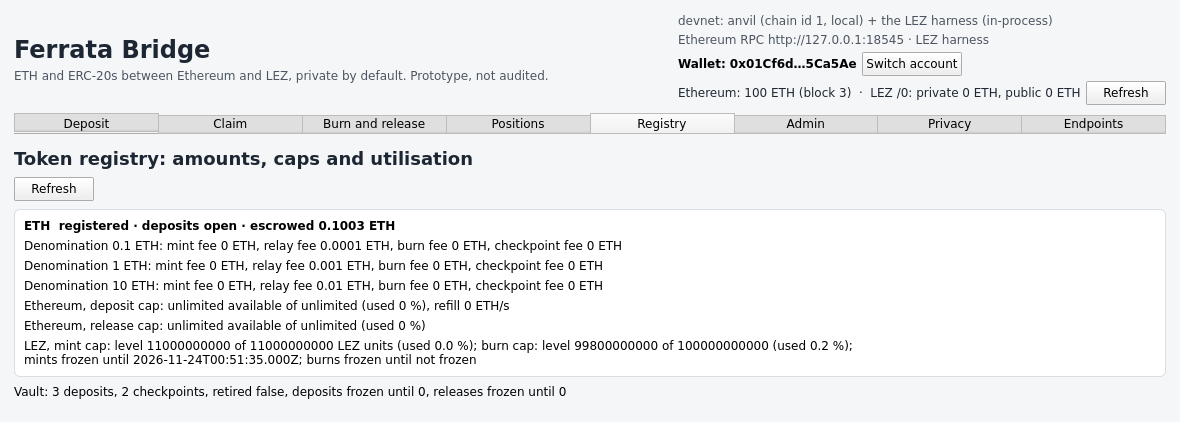 Ferrata Bridge
ETH and ERC-20s between Ethereum and LEZ, private by default. Prototype, not audited.
devnet: anvil (chain id 1, local) + the LEZ harness (in-process)
Ethereum RPC http://127.0.0.1:18545 · LEZ harness
Wallet: 0x01Cf6d…5Ca5Ae Switch account
Ethereum: 100 ETH (block 3) · LEZ /0: private 0 ETH, public 0 ETH Refresh
Deposit Claim Burn and release Positions Registry Admin Privacy Endpoints
Token registry: amounts, caps and utilisation
Refresh
ETH registered · deposits open · escrowed 0.1003 ETH
Denomination 0.1 ETH: mint fee 0 ETH, relay fee 0.0001 ETH, burn fee 0 ETH, checkpoint fee 0 ETH
Denomination 1 ETH: mint fee 0 ETH, relay fee 0.001 ETH, burn fee 0 ETH, checkpoint fee 0 ETH
Denomination 10 ETH: mint fee 0 ETH, relay fee 0.01 ETH, burn fee 0 ETH, checkpoint fee 0 ETH
Ethereum, deposit cap: unlimited available of unlimited (used 0 %), refill 0 ETH/s
Ethereum, release cap: unlimited available of unlimited (used 0 %)
LEZ, mint cap: level 11000000000 of 11000000000 LEZ units (used 0.0 %); burn cap: level 99800000000 of 100000000000 (used 0.2 %);
mints frozen until 2026-11-24T00:51:35.000Z; burns frozen until not frozen
Vault: 3 deposits, 2 checkpoints, retired false, deposits frozen until 0, releases frozen until 0